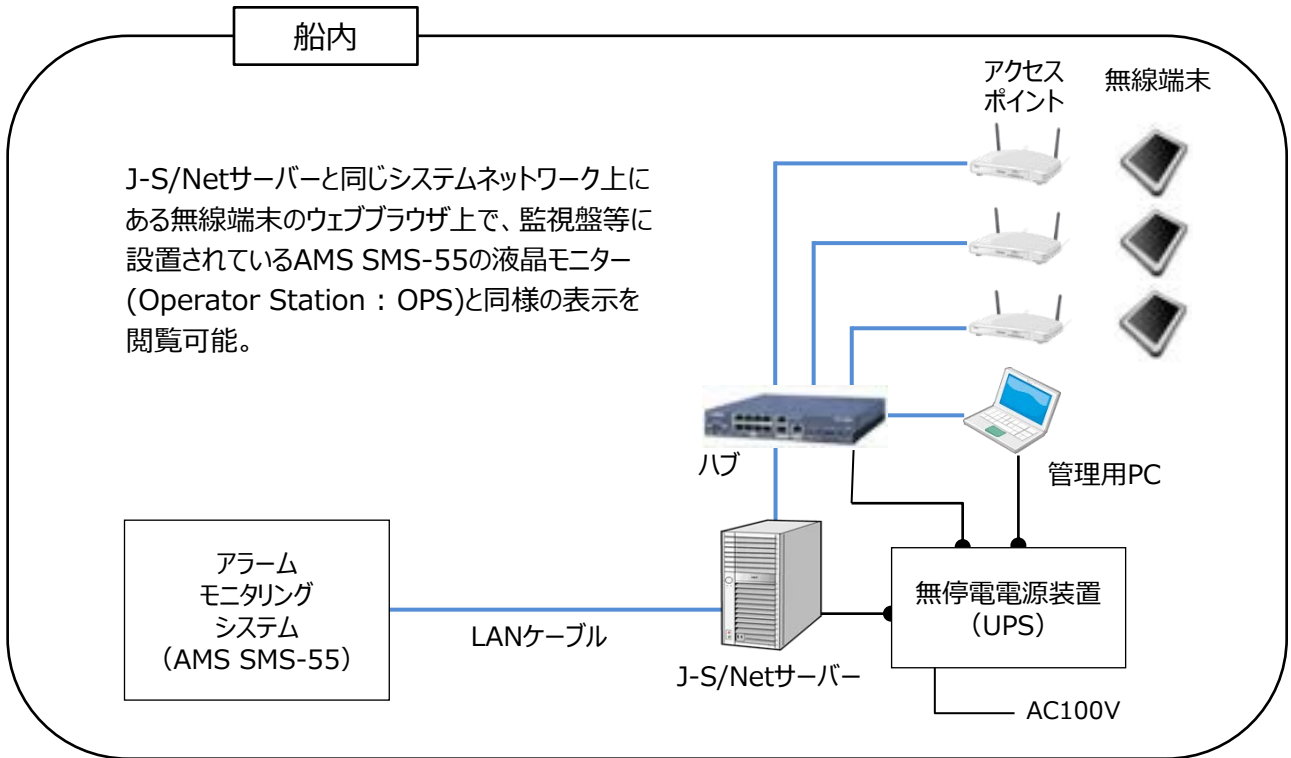 船内
アクセス
ポイント
無線端末
J-S/Netサーバーと同じシステムネットワーク上に
ある無線端末のウェブブラウザ上で、監視盤等に
設置されているAMS SMS-55の液晶モニター
(Operator Station : OPS)と同様の表示を
閲覧可能。
ハブ
管理用PC
アラーム
モニタリング
システム
（AMS SMS-55）
LANケーブル
J-S/Netサーバー
無停電電源装置
（UPS）
AC100V